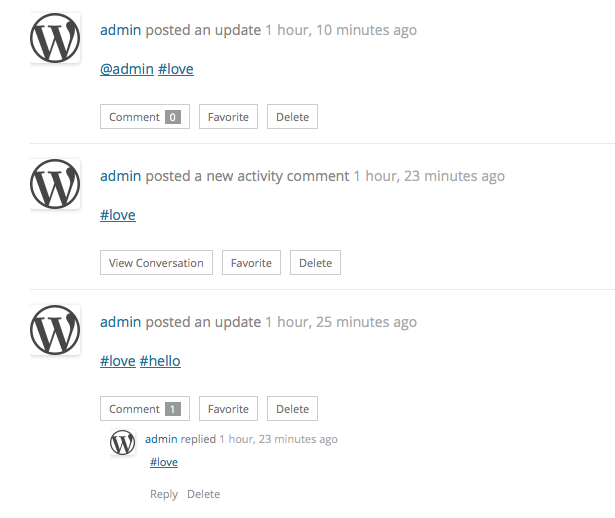 admin posted an update 1 hour, 10 minutes ago
@admin #love
Comment 0 Favorite Delete
admin posted a new activity comment 1 hour, 23 minutes ago
#love
View Conversation Favorite Delete
admin posted an update 1 hour, 25 minutes ago
#love #hello
Comment 1 Favorite Delete
admin replied 1 hour, 23 minutes ago
#love
Reply Delete